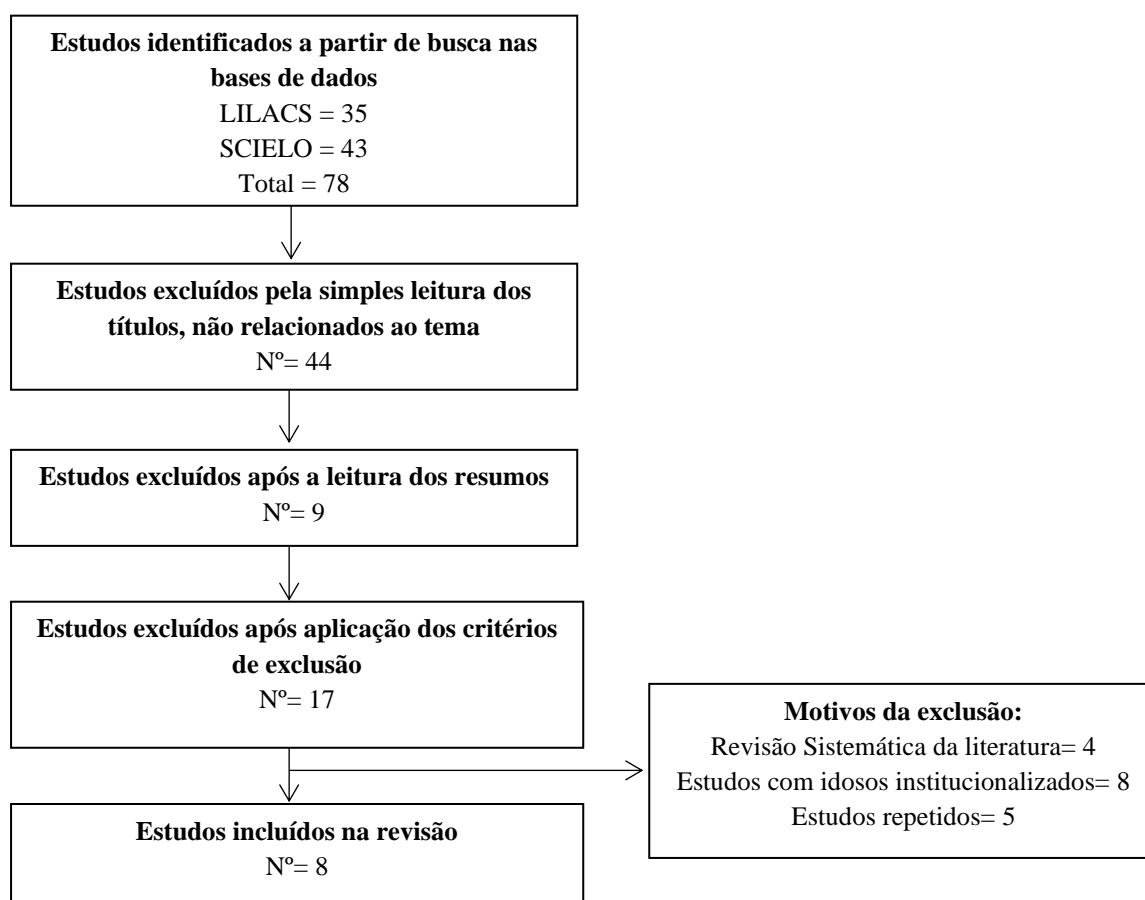 Estudos identificados a partir de busca nas
bases de dados
LILACS = 35
SCIELO = 43
Total = 78
Estudos excluídos pela simples leitura dos
títulos, não relacionados ao tema
Nº= 44
Estudos excluídos após a leitura dos resumos
Nº= 9
Estudos excluídos após aplicação dos critérios
de exclusão
Nº= 17
Motivos da exclusão:
Revisão Sistemática da literatura= 4
Estudos com idosos institucionalizados= 8
Estudos repetidos= 5
Estudos incluídos na revisão
Nº= 8